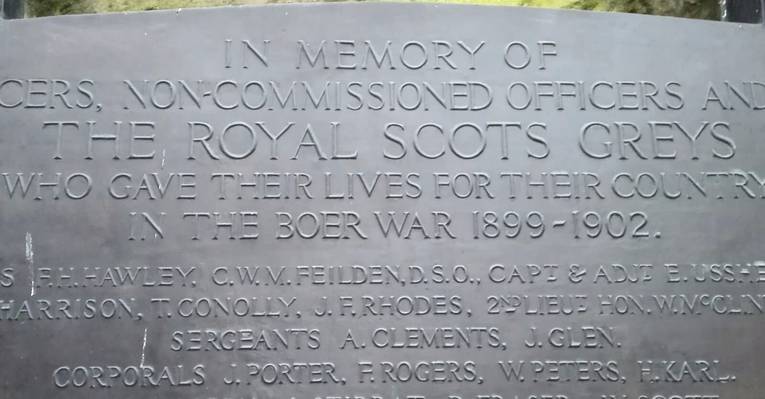 IN MEMORY OF
CERS, NON-COMMISSIONED OFFICERS AND
THE ROYAL SCOTS GREYS
WHO GAVE THEIR LIVES FOR THEIR COUNTRY
IN THE BOER WAR 1899-1902.
S F.H.HAWLEY, C.W.M.FEILDEN,D.S.O., CAPT & ADJT E.USSHE
HARRISON, T.CONOLLY, J.F.RHODES, 2ND LIEUT HON.W.MCCLIN
SERGEANTS A.CLEMENTS, J.GLEN.
CORPORALS J.PORTER, F.ROGERS, W.PETERS, H.KARL.